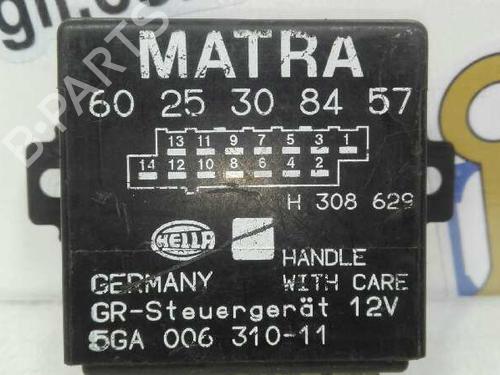 MATRA
60 25 30 84 57
13 11 9 7 5 3 1
14 12 10 8 6 4 2
H 308 629
HELLA
HANDLE
GERMANY WITH CARE
GR-Steuergerät 12V
5GA 006 310-11
B-PARTS